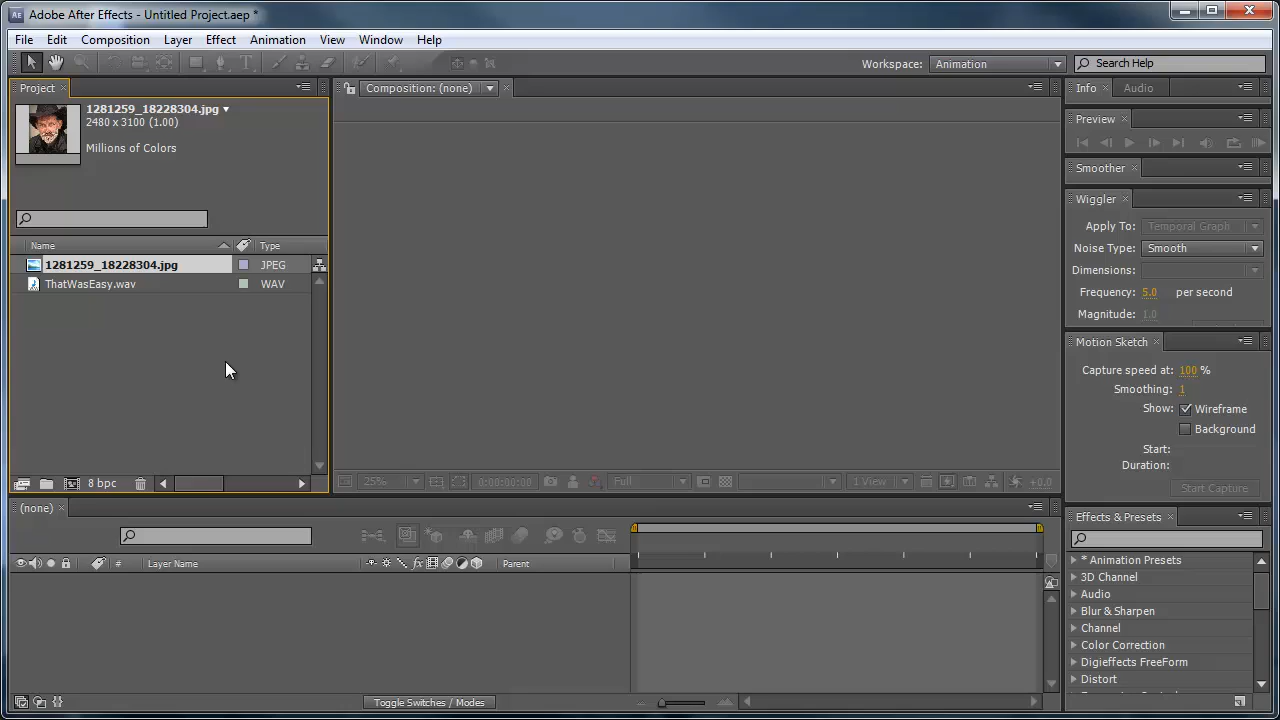 Adobe After Effects - Untitled Project.aep *
File Edit Composition Layer Effect Animation View Window Help
Workspace: Animation Search Help
Project
1281259_18228304.jpg
2480 x 3100 (1.00)
Millions of Colors
Name Type
1281259_18228304.jpg JPEG
ThatWasEasy.wav WAV
8 bpc
Composition: (none)
25% 0:00:00:00 Full 1 View +0.0
Info Audio
Preview
Smoother
Wiggler
Apply To: Temporal Graph
Noise Type: Smooth
Dimensions:
Frequency: 5.0 per second
Magnitude: 1.0
Motion Sketch
Capture speed at: 100 %
Smoothing: 1
Show: Wireframe
Background
Start:
Duration:
Start Capture
(none)
# Layer Name fx Parent
Toggle Switches / Modes
Effects & Presets
* Animation Presets
3D Channel
Audio
Blur & Sharpen
Channel
Color Correction
Digieffects FreeForm
Distort